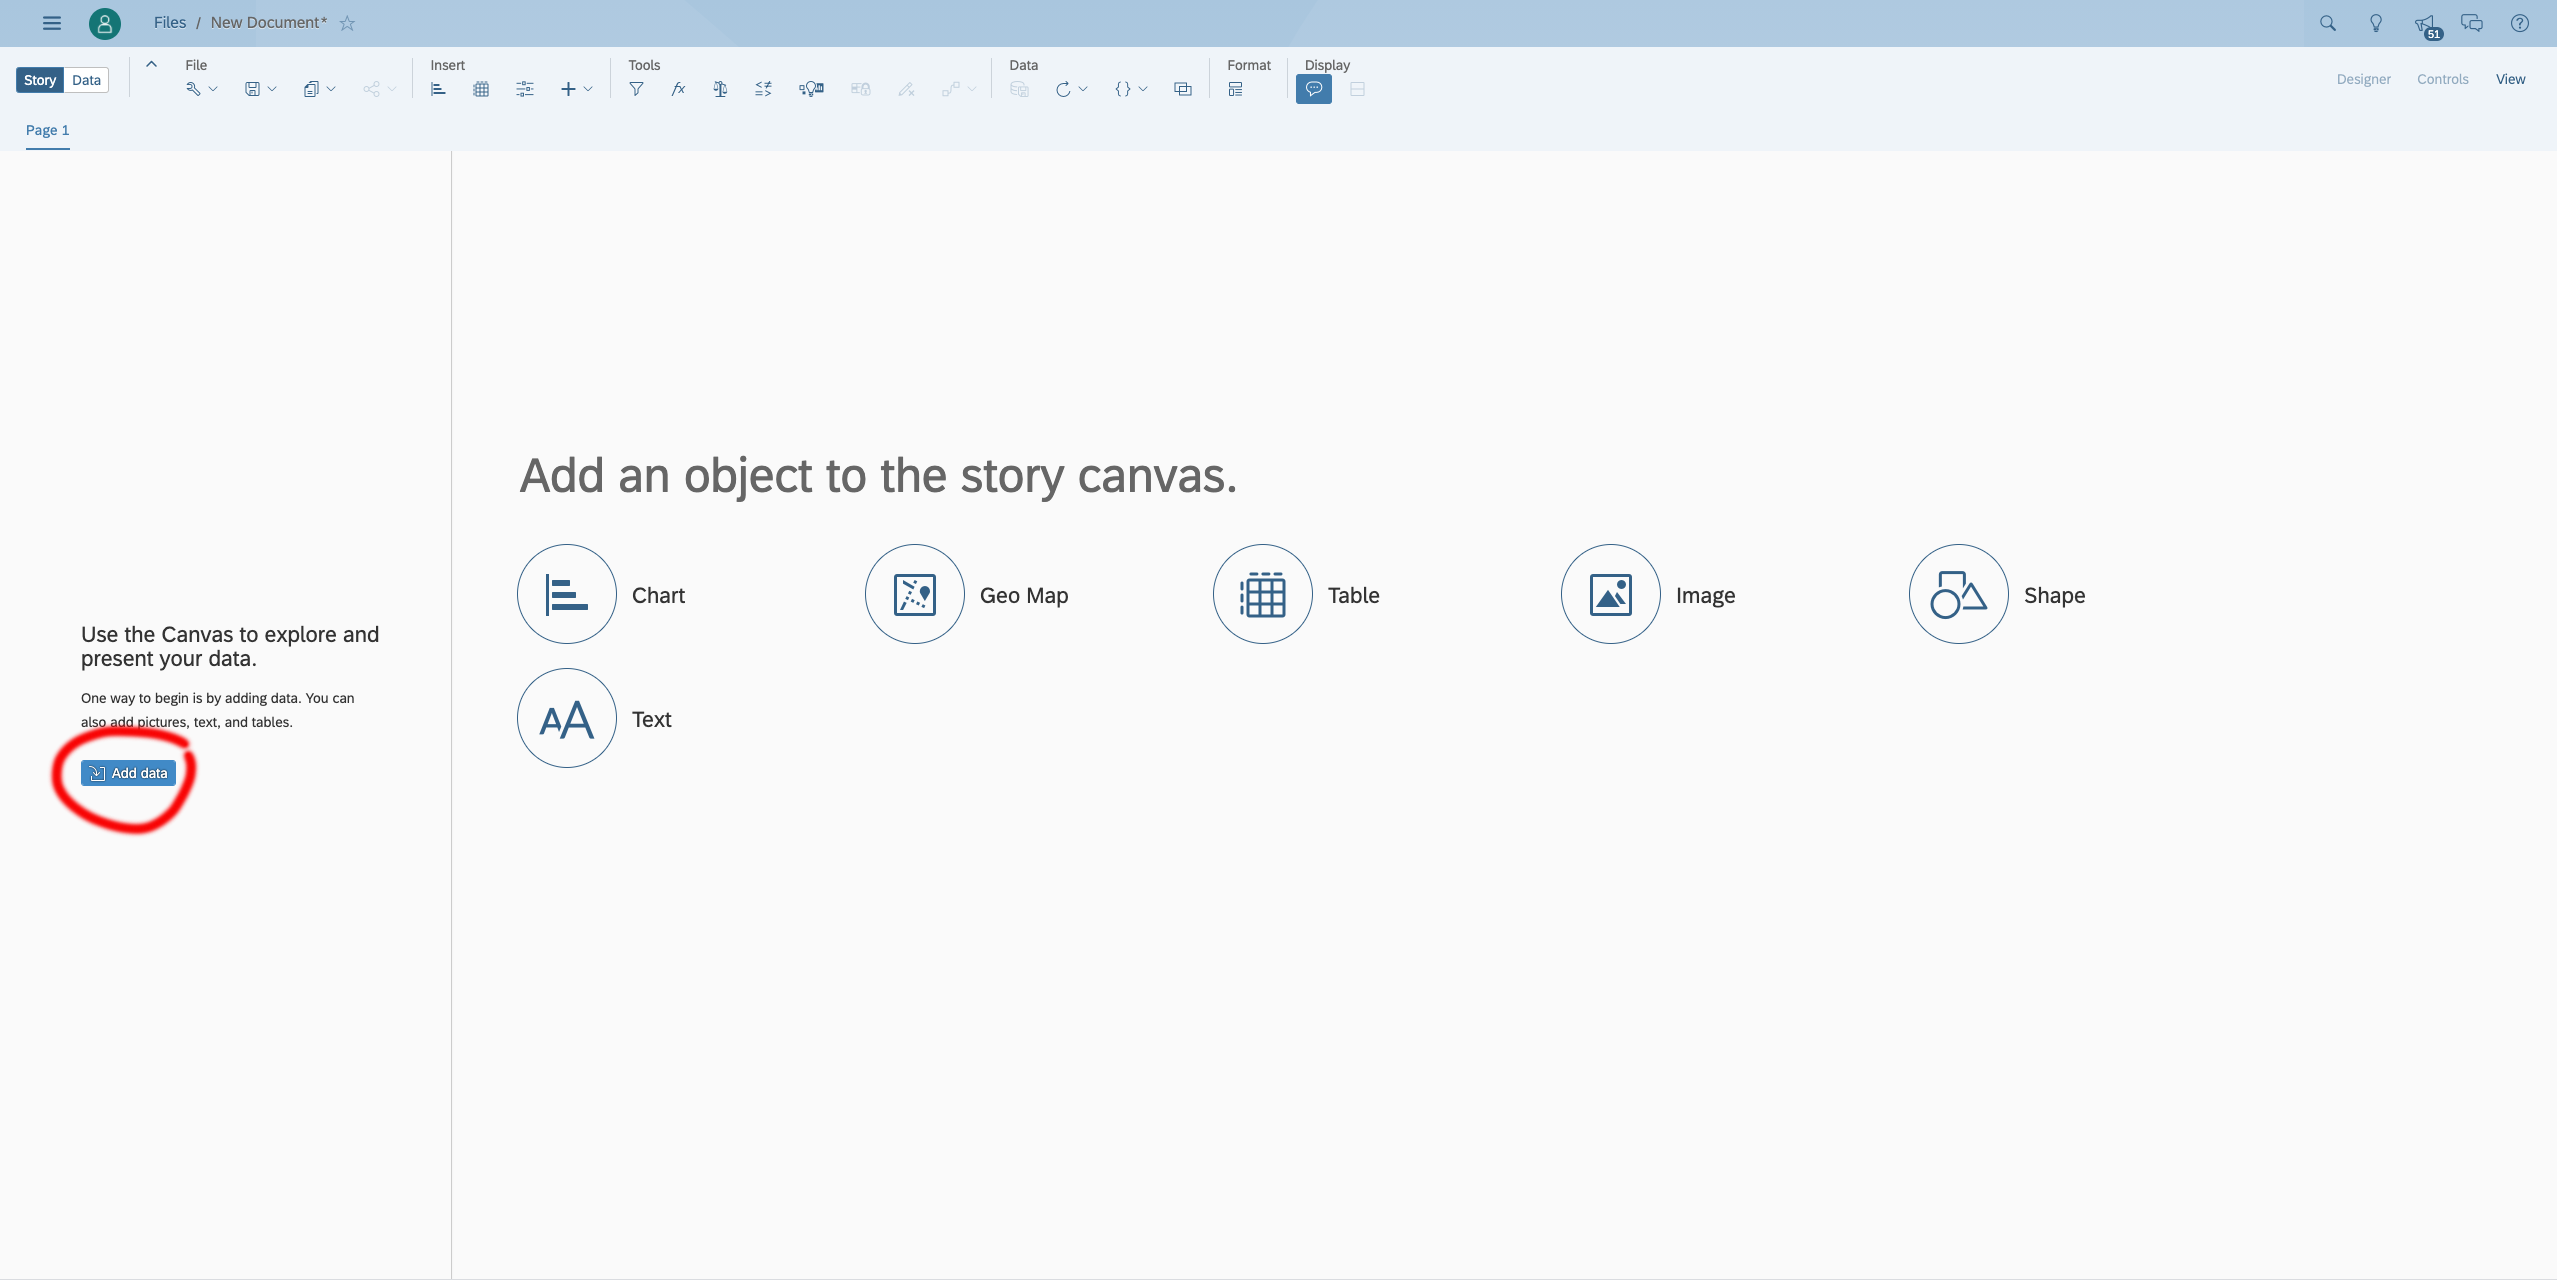 Files / New Document*
51
Story Data File Insert Tools Data Format Display Designer Controls View
Page 1
Add an object to the story canvas.
Chart Geo Map Table Image Shape
Text
Use the Canvas to explore and
present your data.
One way to begin is by adding data. You can
also add pictures, text, and tables.
Add data